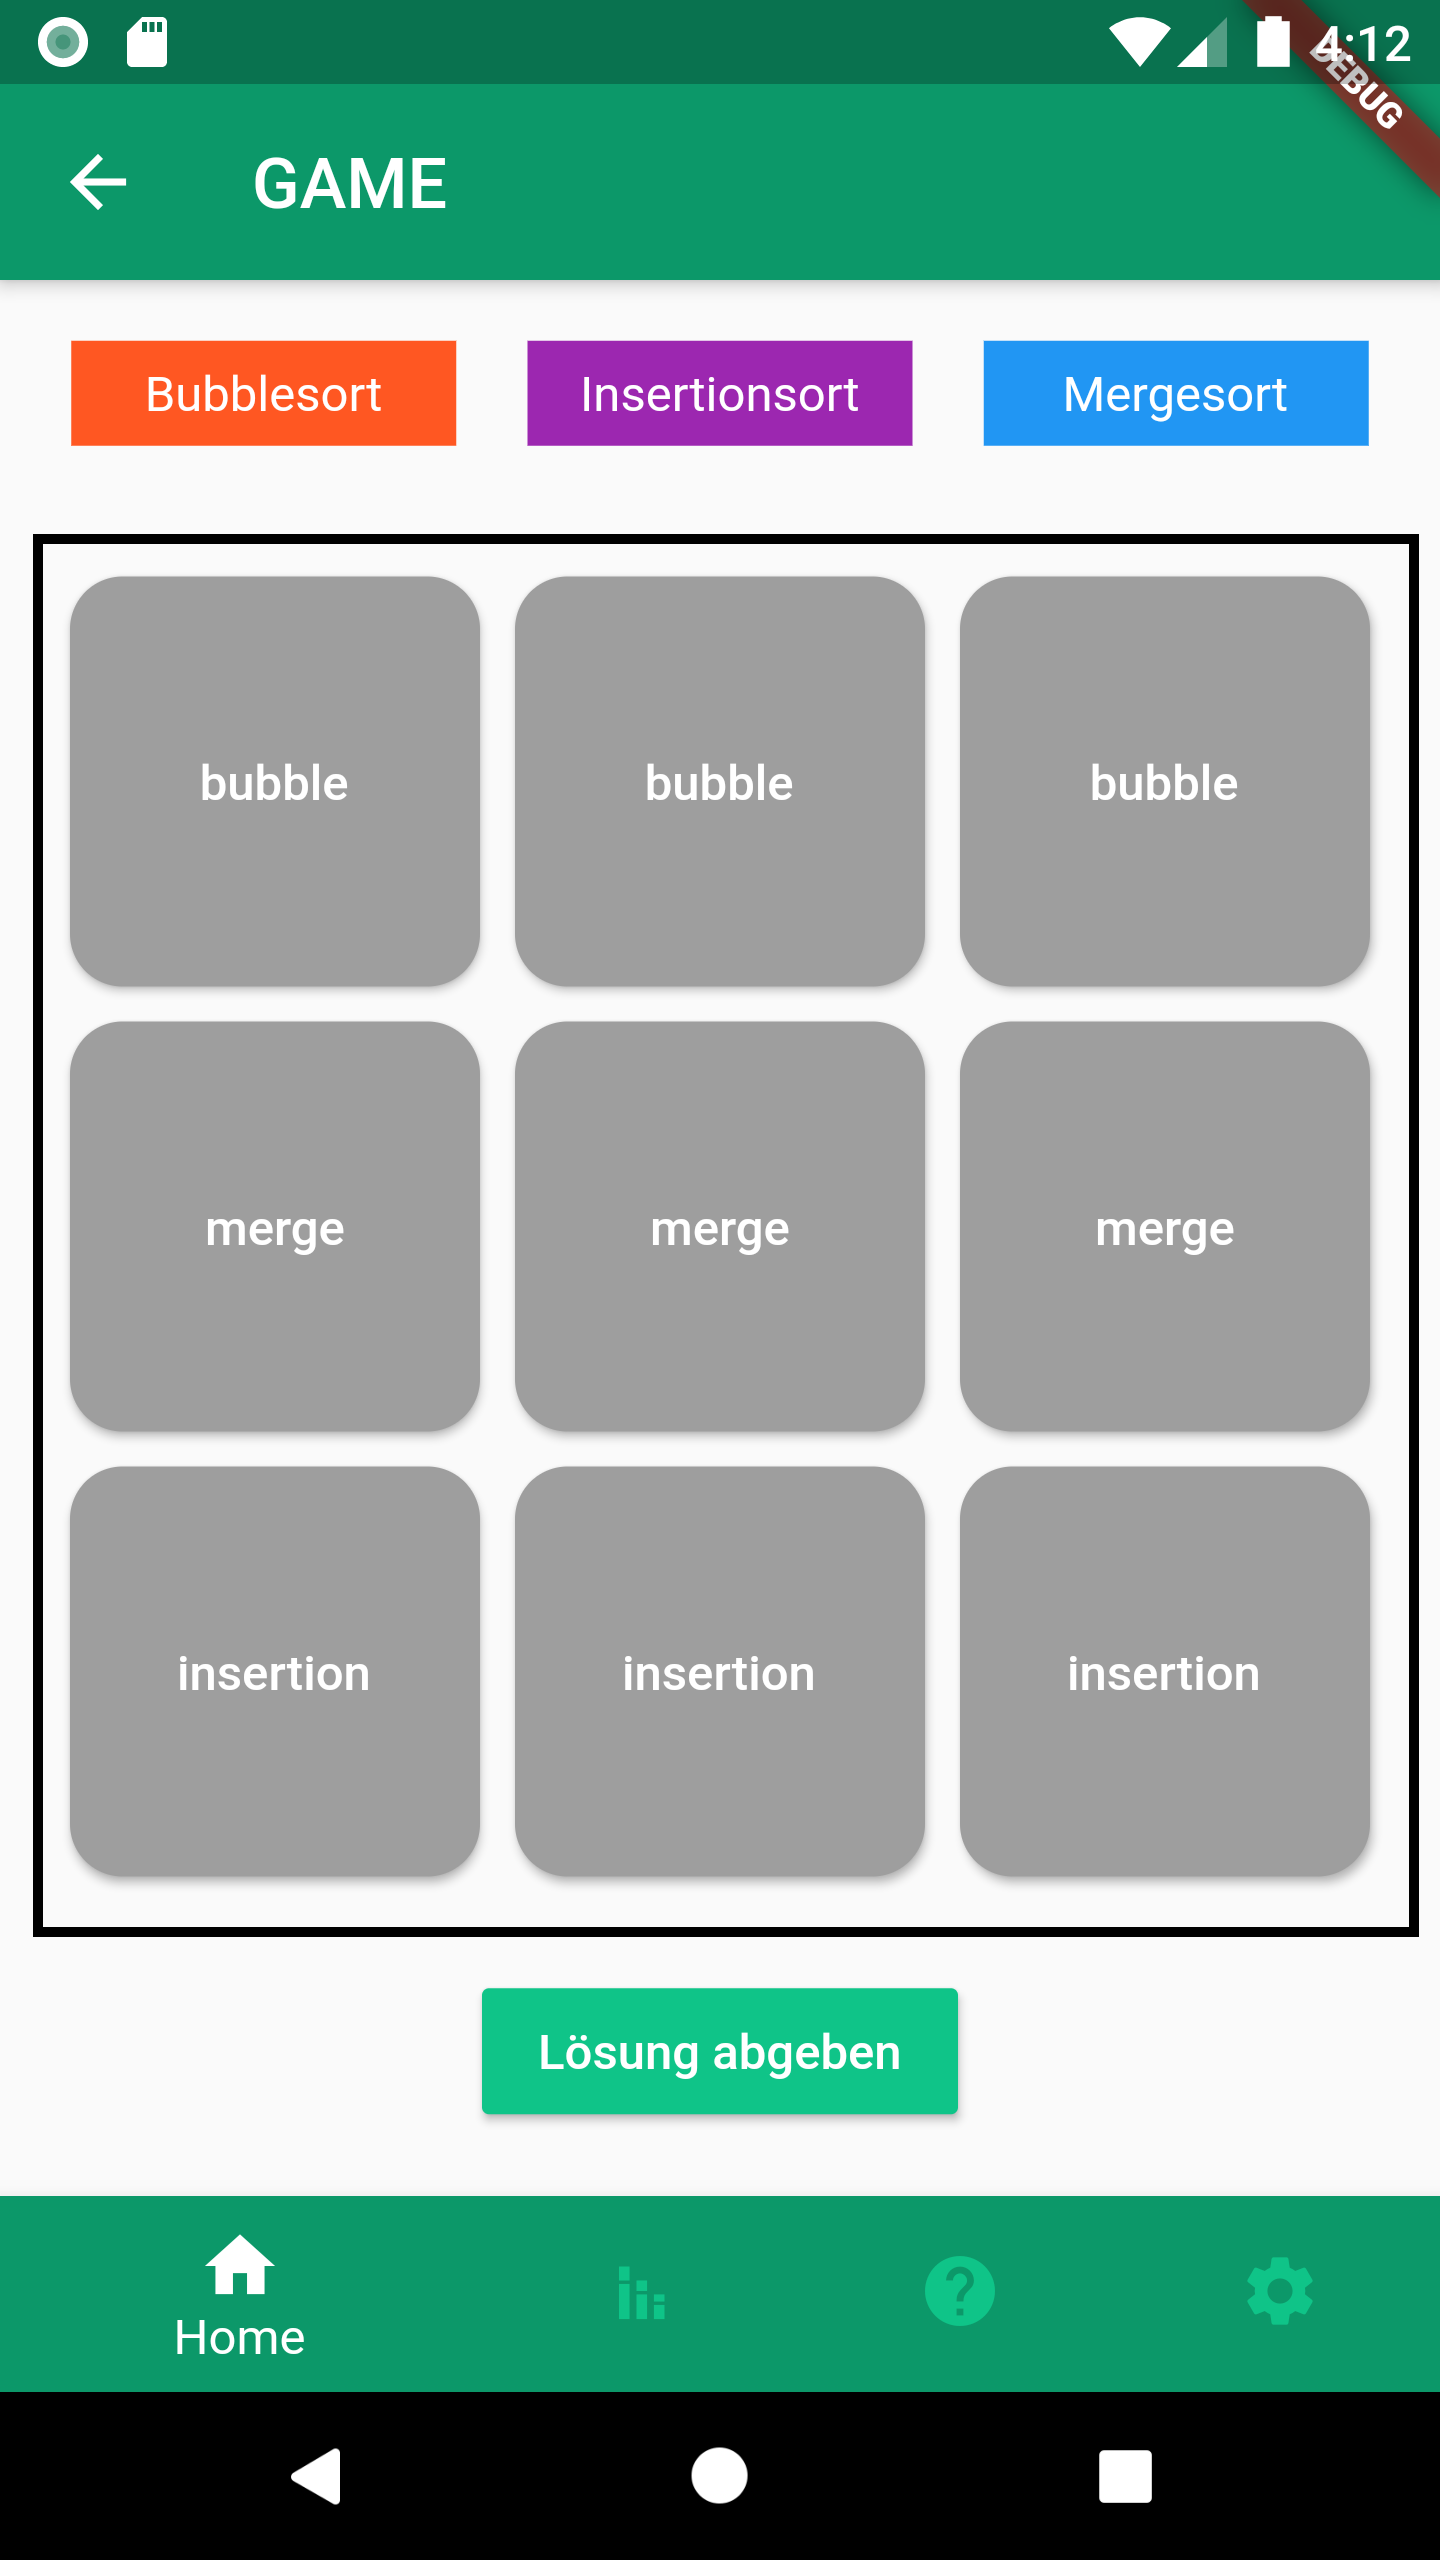 4:12
DEBUG
GAME
Bubblesort Insertionsort Mergesort
bubble bubble bubble
merge merge merge
insertion insertion insertion
Lösung abgeben
Home